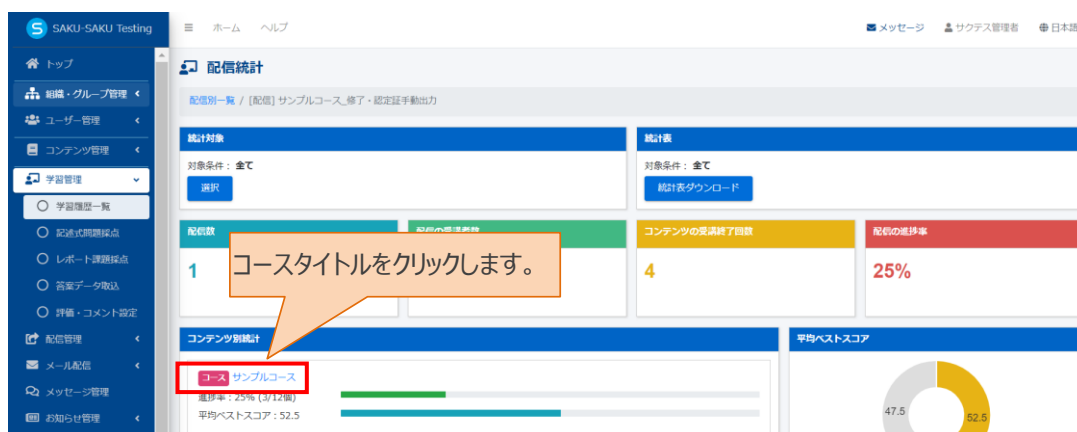 SAKU-SAKU Testing
ホーム ヘルプ
メッセージ サクテス管理者 日本語
トップ
組織・グループ管理
ユーザー管理
コンテンツ管理
学習管理
学習履歴一覧
記述式問題採点
レポート課題採点
答案データ取込
評価・コメント設定
配信管理
メール配信
メッセージ管理
お知らせ管理
配信統計
配信別一覧 / [配信] サンプルコース_修了・認定証手動出力
統計対象
対象条件： 全て
選択
統計表
対象条件： 全て
統計表ダウンロード
配信数
1
コースタイトルをクリックします。
コンテンツの受講終了回数
4
配信の進捗率
25%
コンテンツ別統計
コース サンプルコース
進捗率：25% (3/12個)
平均ベストスコア：52.5
平均ベストスコア
47.5
52.5